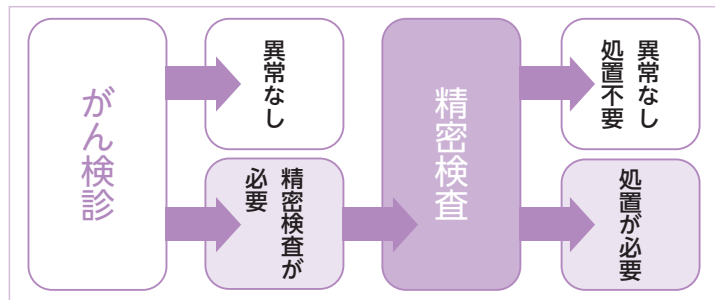 がん検診
異常なし
精密検査が
必要
精密検査
異常なし
処置不要
処置が必要